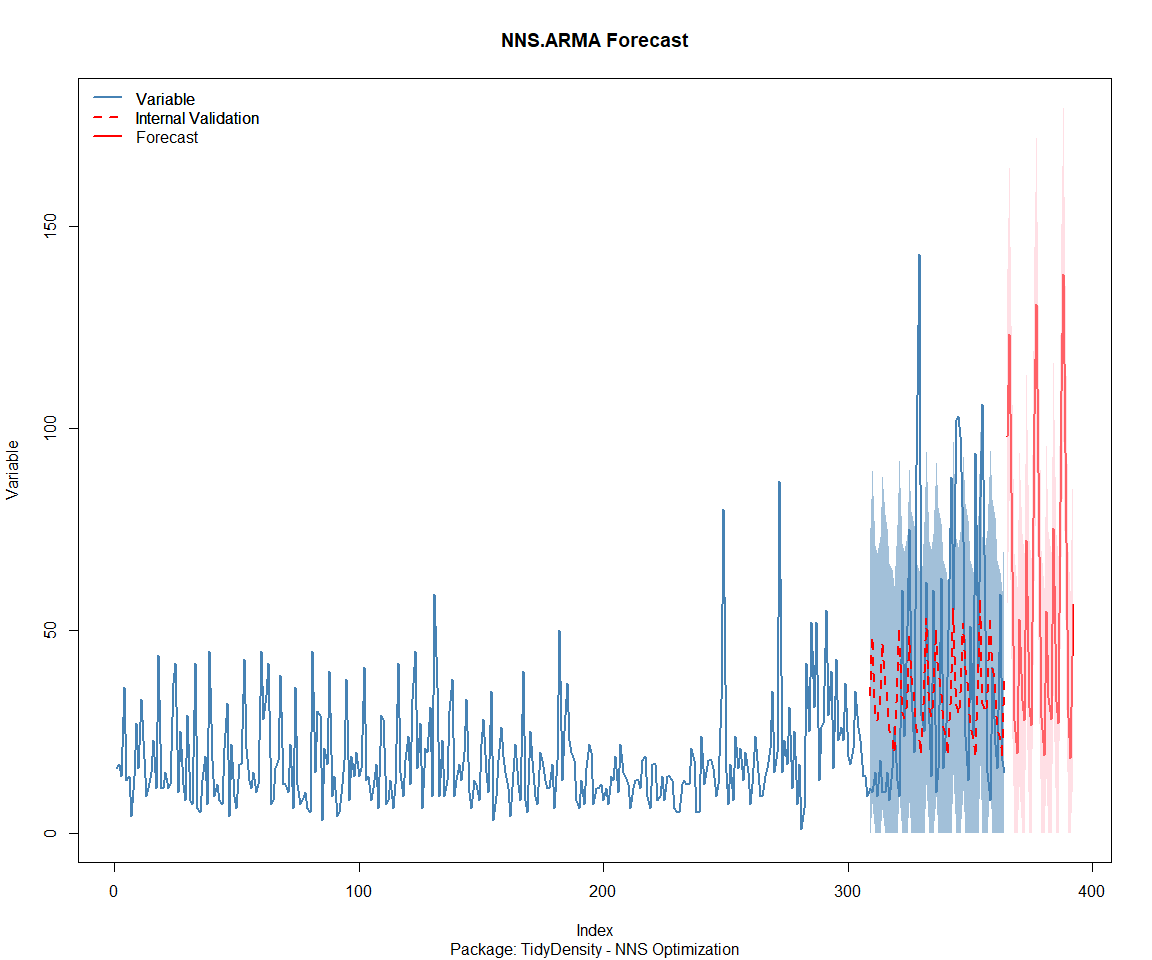 NNS.ARMA Forecast
Variable
Internal Validation
Forecast
Variable
150
100
50
0
0
100
200
300
400
Index
Package: TidyDensity - NNS Optimization